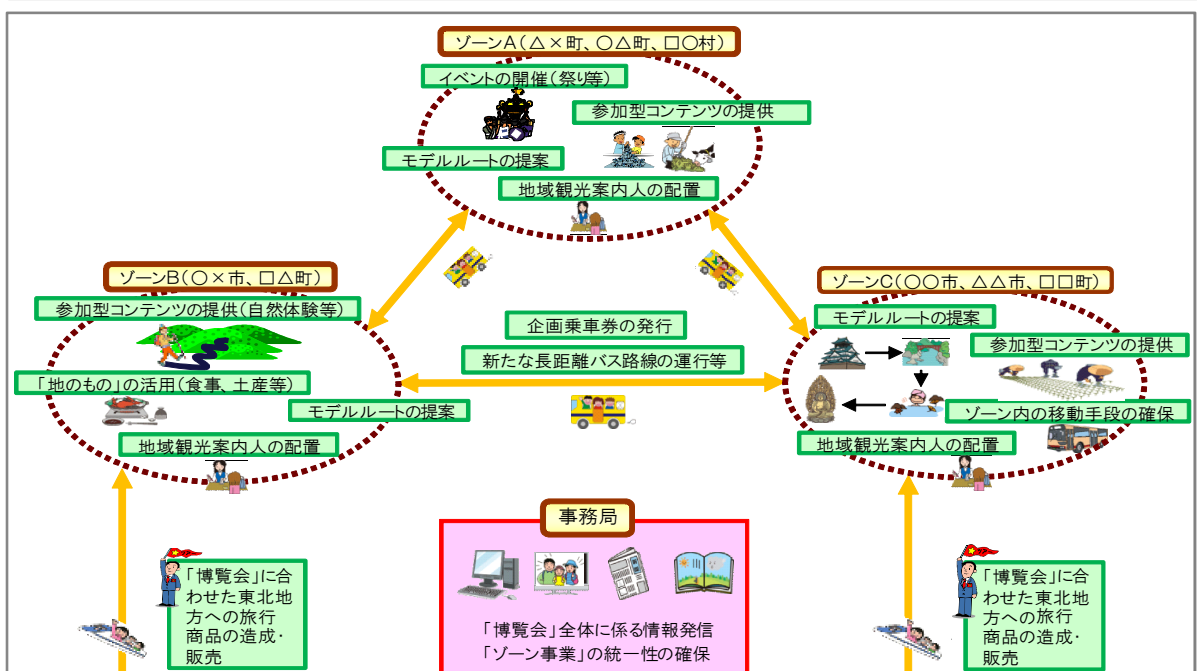 ゾーンA(△×町、○△町、□○村)
イベントの開催(祭り等)
参加型コンテンツの提供
モデルルートの提案
地域観光案内人の配置
ゾーンB(○×市、□△町)
参加型コンテンツの提供(自然体験等)
「地のもの」の活用(食事、土産等)
モデルルートの提案
地域観光案内人の配置
企画乗車券の発行
新たな長距離バス路線の運行等
ゾーンC(○○市、△△市、□□町)
モデルルートの提案
参加型コンテンツの提供
ゾーン内の移動手段の確保
地域観光案内人の配置
「博覧会」に合
わせた東北地
方への旅行
商品の造成・
販売
事務局
「博覧会」全体に係る情報発信
「ゾーン事業」の統一性の確保
「博覧会」に合
わせた東北地
方への旅行
商品の造成・
販売